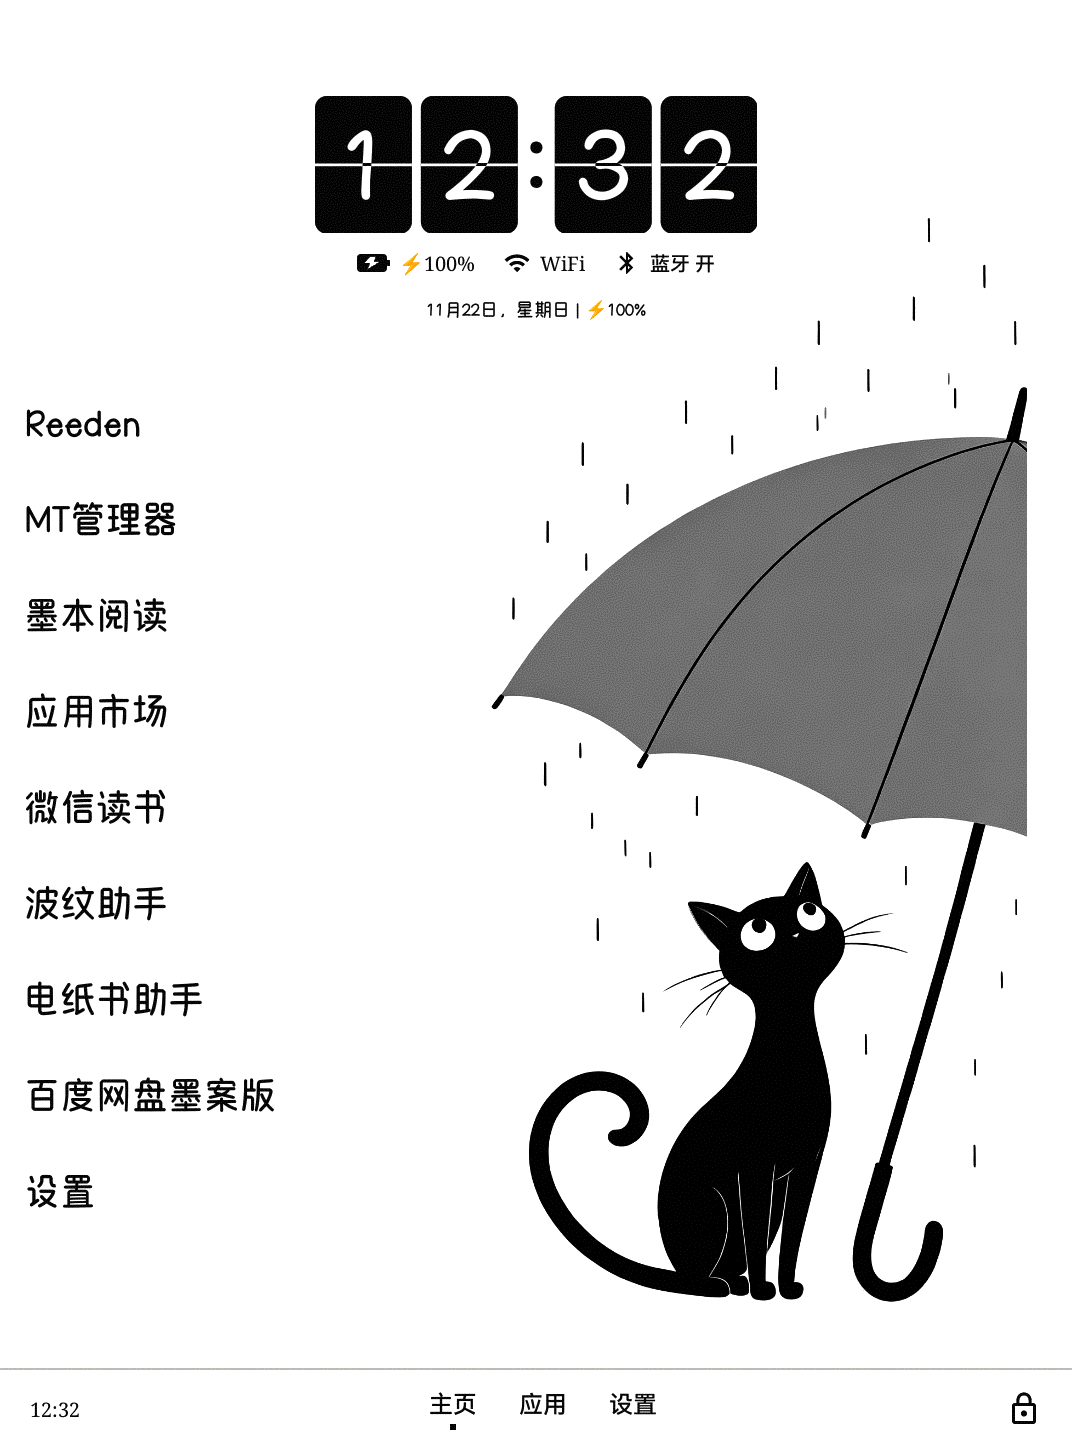 12:32
⚡100% WiFi 蓝牙 开
11月22日，星期日 | ⚡100%
Reeden
MT管理器
墨本阅读
应用市场
微信读书
波纹助手
电纸书助手
百度网盘墨案版
设置
12:32 主页 应用 设置